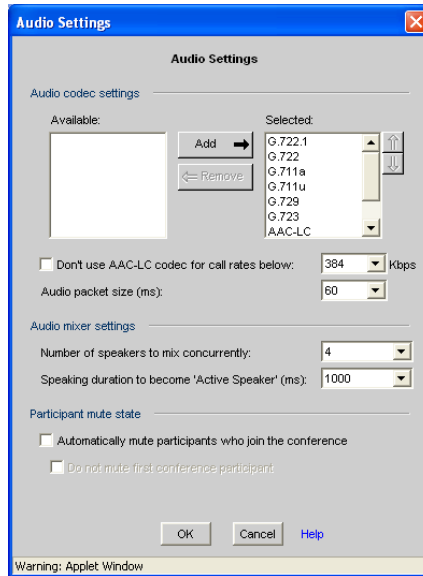 Audio Settings
Audio Settings
Audio codec settings
Available: Selected:
Add
Remove
G.722.1
G.722
G.711a
G.711u
G.729
G.723
AAC-LC
Don't use AAC-LC codec for call rates below: 384 Kbps
Audio packet size (ms): 60
Audio mixer settings
Number of speakers to mix concurrently: 4
Speaking duration to become 'Active Speaker' (ms): 1000
Participant mute state
Automatically mute participants who join the conference
Do not mute first conference participant
OK Cancel Help
Warning: Applet Window